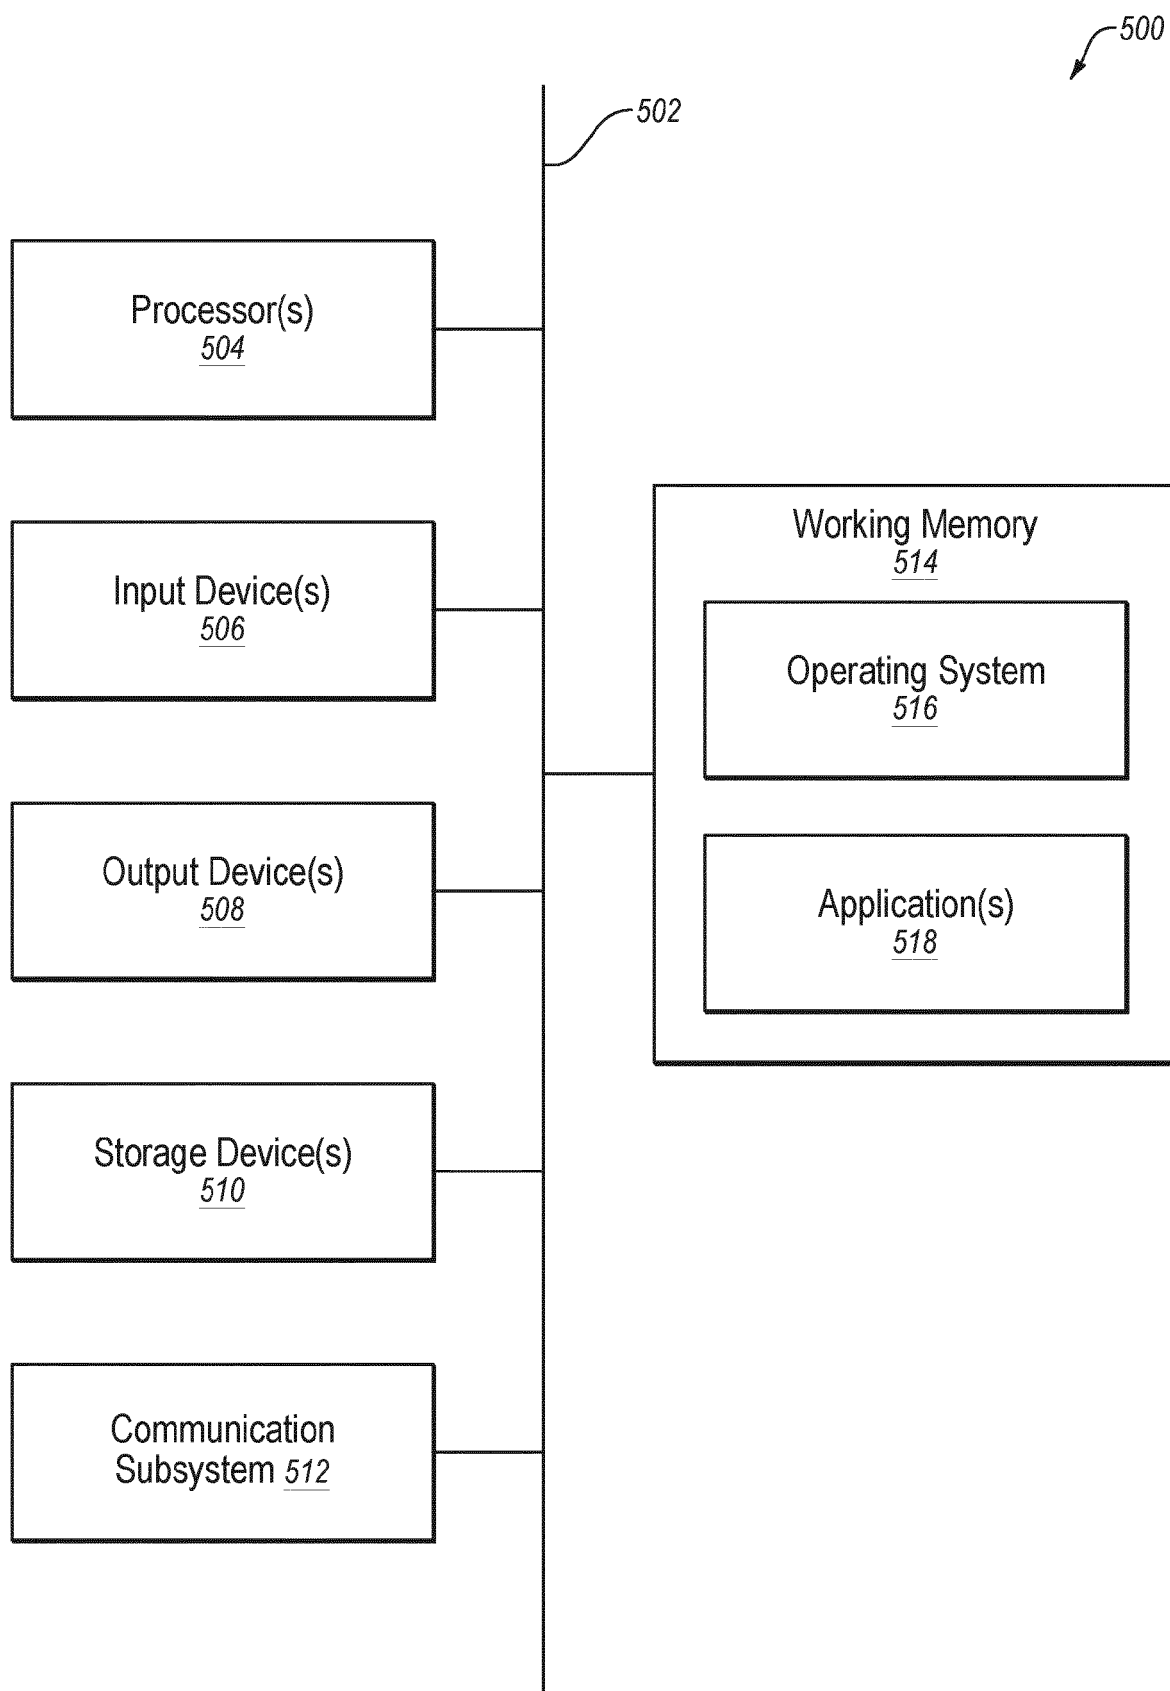 500
502
Processor(s)
504
Input Device(s)
506
Output Device(s)
508
Storage Device(s)
510
Communication
Subsystem 512
Working Memory
514
Operating System
516
Application(s)
518